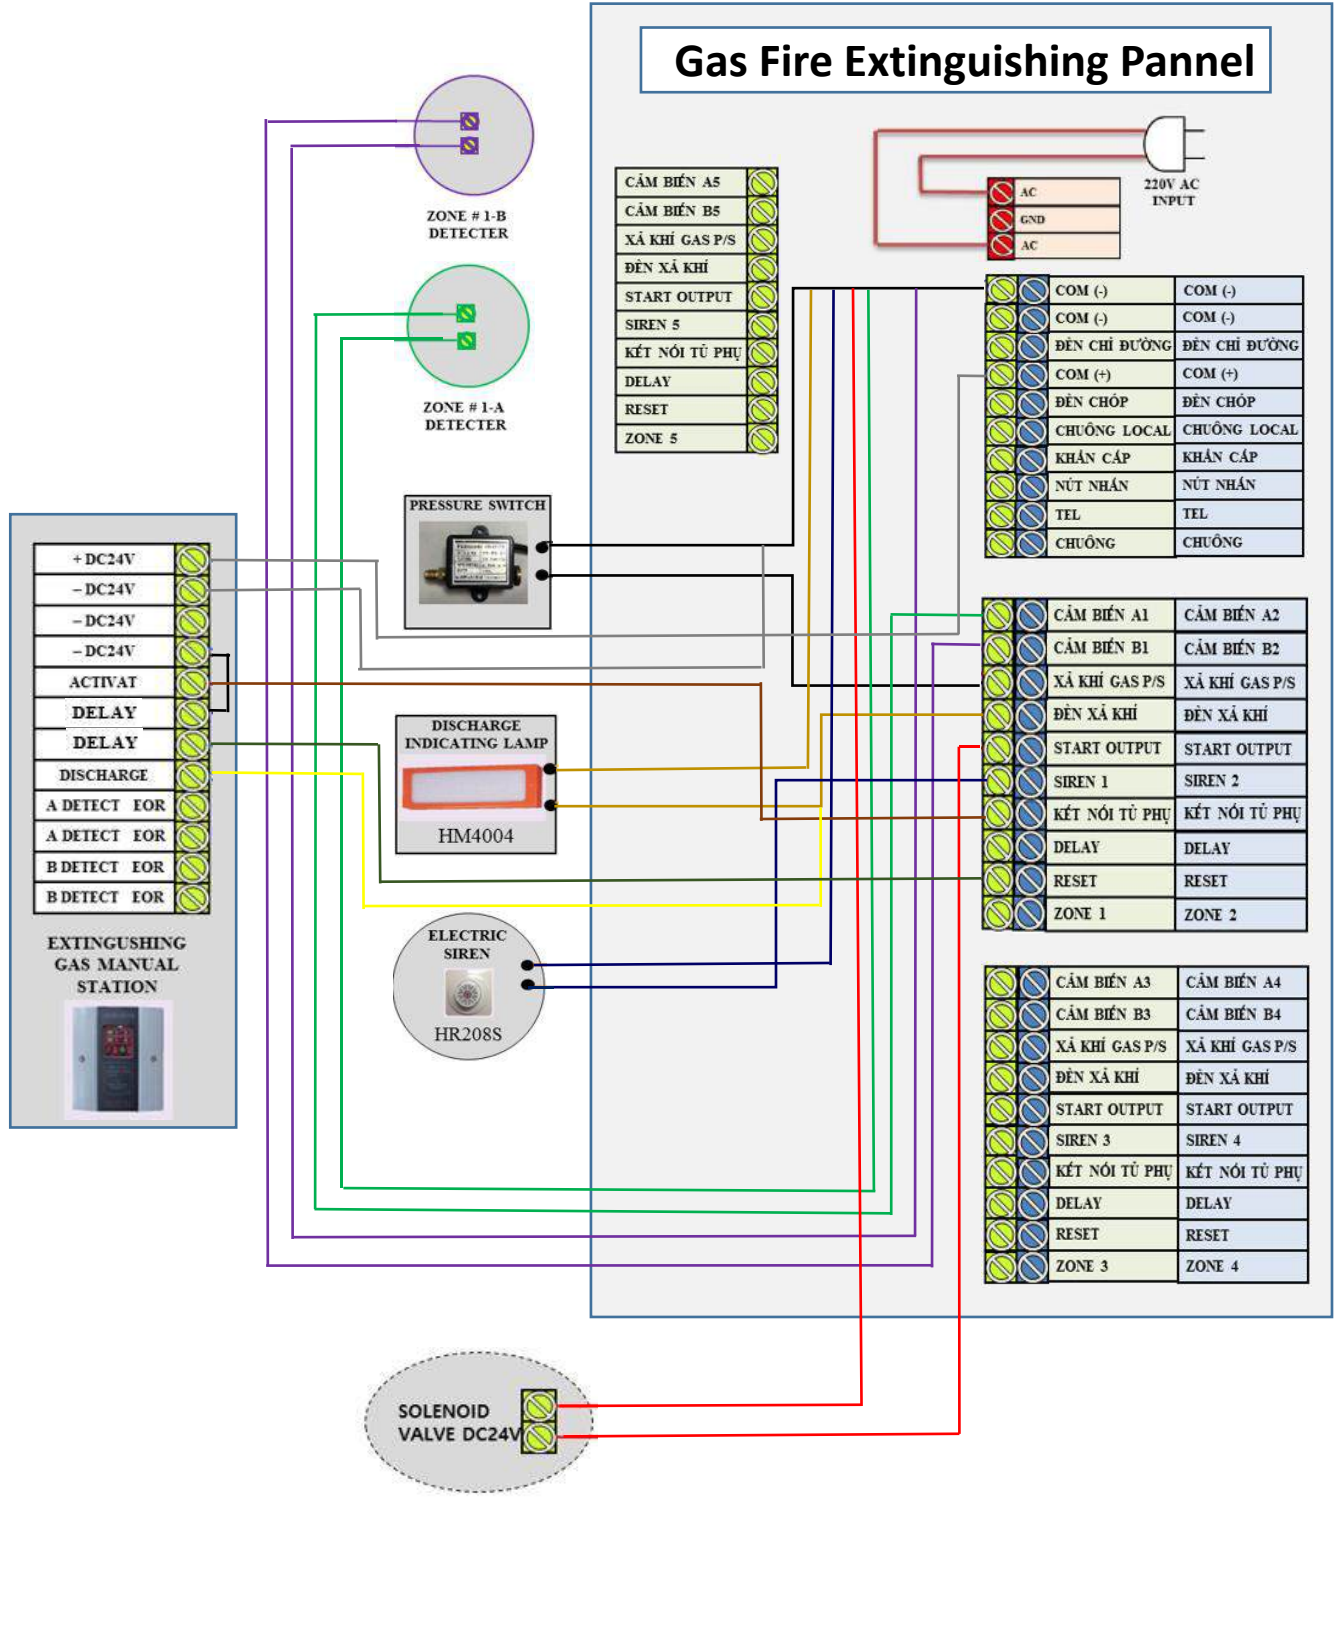 Gas Fire Extinguishing Pannel
220V AC
INPUT
AC
GND
AC
ZONE # 1-B
DETECTER
ZONE # 1-A
DETECTER
CẢM BIẾN A5
CẢM BIẾN B5
XẢ KHÍ GAS P/S
ĐÈN XẢ KHÍ
START OUTPUT
SIREN 5
KẾT NỐI TỦ PHỤ
DELAY
RESET
ZONE 5
COM (-) COM (-)
COM (-) COM (-)
ĐÈN CHỈ ĐƯỜNG ĐÈN CHỈ ĐƯỜNG
COM (+) COM (+)
ĐÈN CHÓP ĐÈN CHÓP
CHUÔNG LOCAL CHUÔNG LOCAL
KHẨN CẤP KHẨN CẤP
NÚT NHẤN NÚT NHẤN
TEL TEL
CHUÔNG CHUÔNG
PRESSURE SWITCH
+ DC24V
– DC24V
– DC24V
– DC24V
ACTIVAT
DELAY
DELAY
DISCHARGE
A DETECT EOR
A DETECT EOR
B DETECT EOR
B DETECT EOR
EXTINGUSHING
GAS MANUAL
STATION
DISCHARGE
INDICATING LAMP
HM4004
ELECTRIC
SIREN
HR208S
CẢM BIẾN A1 CẢM BIẾN A2
CẢM BIẾN B1 CẢM BIẾN B2
XẢ KHÍ GAS P/S XẢ KHÍ GAS P/S
ĐÈN XẢ KHÍ ĐÈN XẢ KHÍ
START OUTPUT START OUTPUT
SIREN 1 SIREN 2
KẾT NỐI TỦ PHỤ KẾT NỐI TỦ PHỤ
DELAY DELAY
RESET RESET
ZONE 1 ZONE 2
CẢM BIẾN A3 CẢM BIẾN A4
CẢM BIẾN B3 CẢM BIẾN B4
XẢ KHÍ GAS P/S XẢ KHÍ GAS P/S
ĐÈN XẢ KHÍ ĐÈN XẢ KHÍ
START OUTPUT START OUTPUT
SIREN 3 SIREN 4
KẾT NỐI TỦ PHỤ KẾT NỐI TỦ PHỤ
DELAY DELAY
RESET RESET
ZONE 3 ZONE 4
SOLENOID
VALVE DC24V